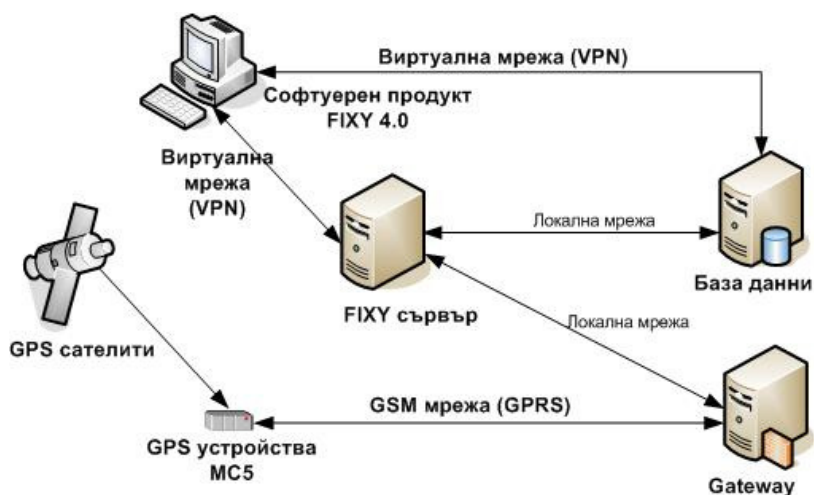 Виртуална мрежа (VPN)
Софтуерен продукт
FIXY 4.0
Виртуална
мрежа
(VPN)
Локална мрежа
База данни
FIXY сървър
Локална мрежа
GPS сателити
GSM мрежа (GPRS)
GPS устройства
MC5
Gateway